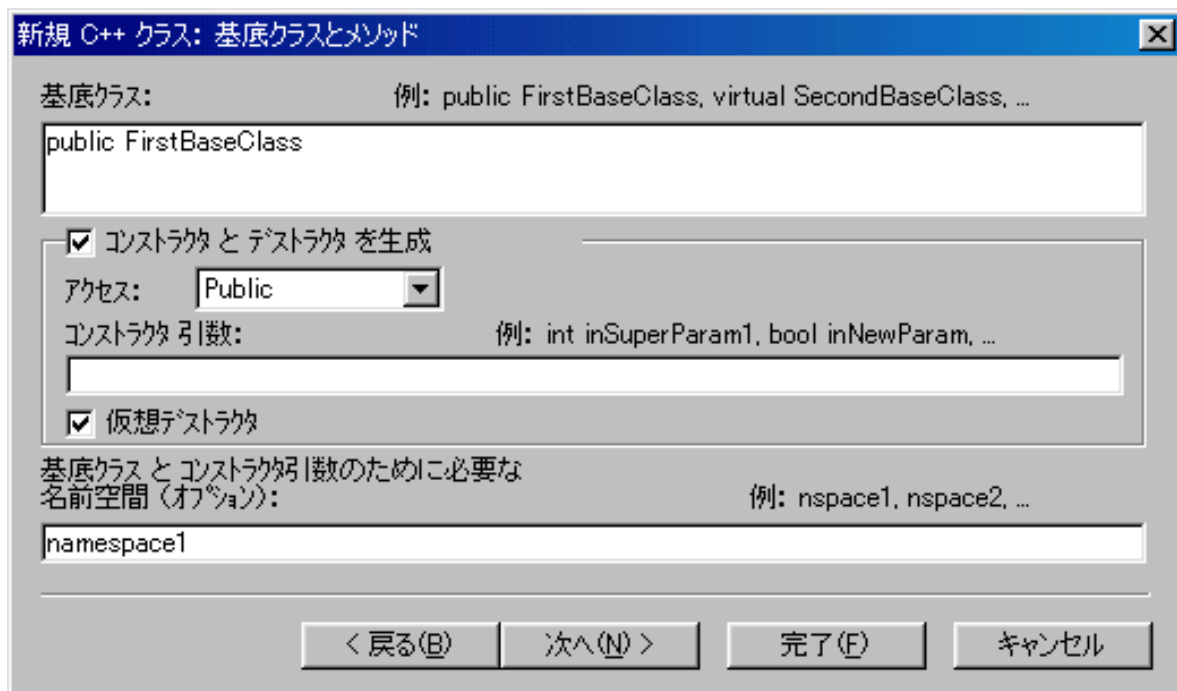 新規 C++ クラス: 基底クラスとメソッド
基底クラス: 例: public FirstBaseClass, virtual SecondBaseClass, ...
public FirstBaseClass
コンストラクタ と デストラクタ を生成
アクセス: Public
コンストラクタ 引数: 例: int inSuperParam1, bool inNewParam, ...
仮想デストラクタ
基底クラス と コンストラクタ引数のために必要な
名前空間 (オプション): 例: nspace1, nspace2, ...
namespace1
< 戻る(B) 次へ(N) > 完了(F) キャンセル